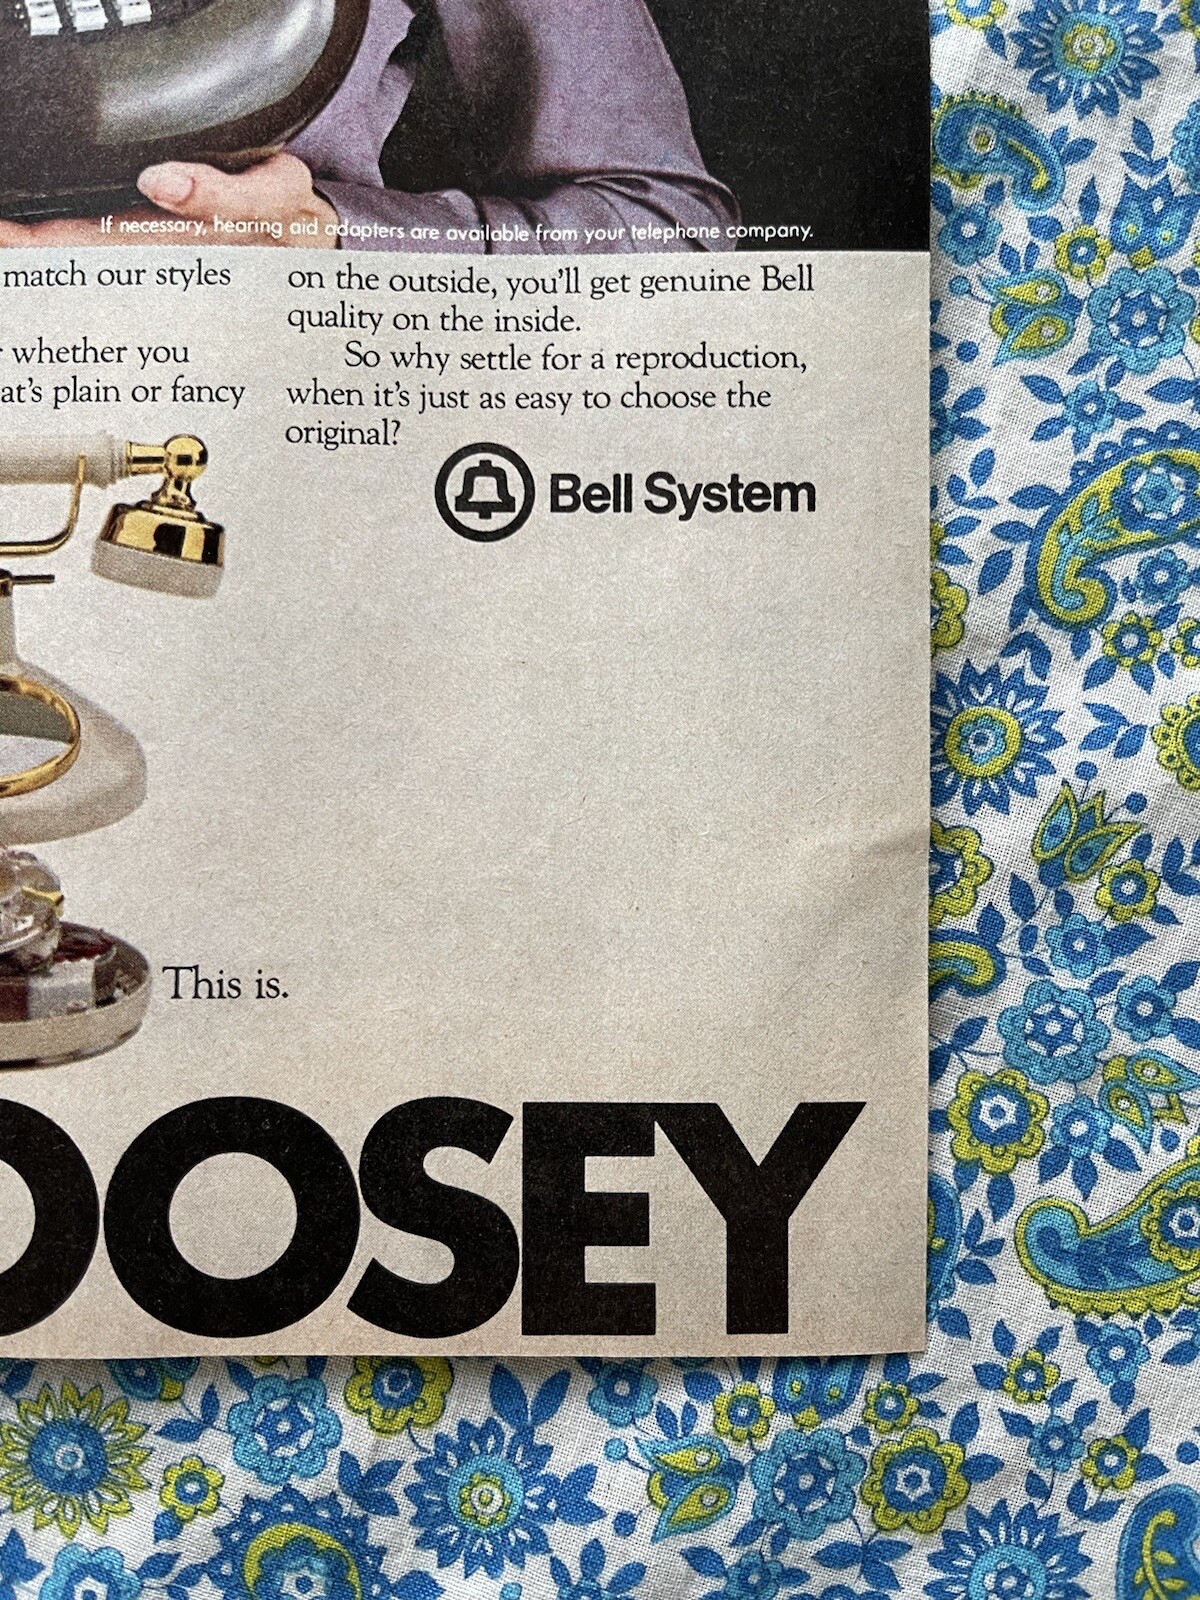 If necessary, hearing aid adapters are available from your telephone company.
match our styles
whether you
at's plain or fancy
on the outside, you'll get genuine Bell
quality on the inside.
So why settle for a reproduction,
when it's just as easy to choose the
original?
Bell System
This is.
OOSEY